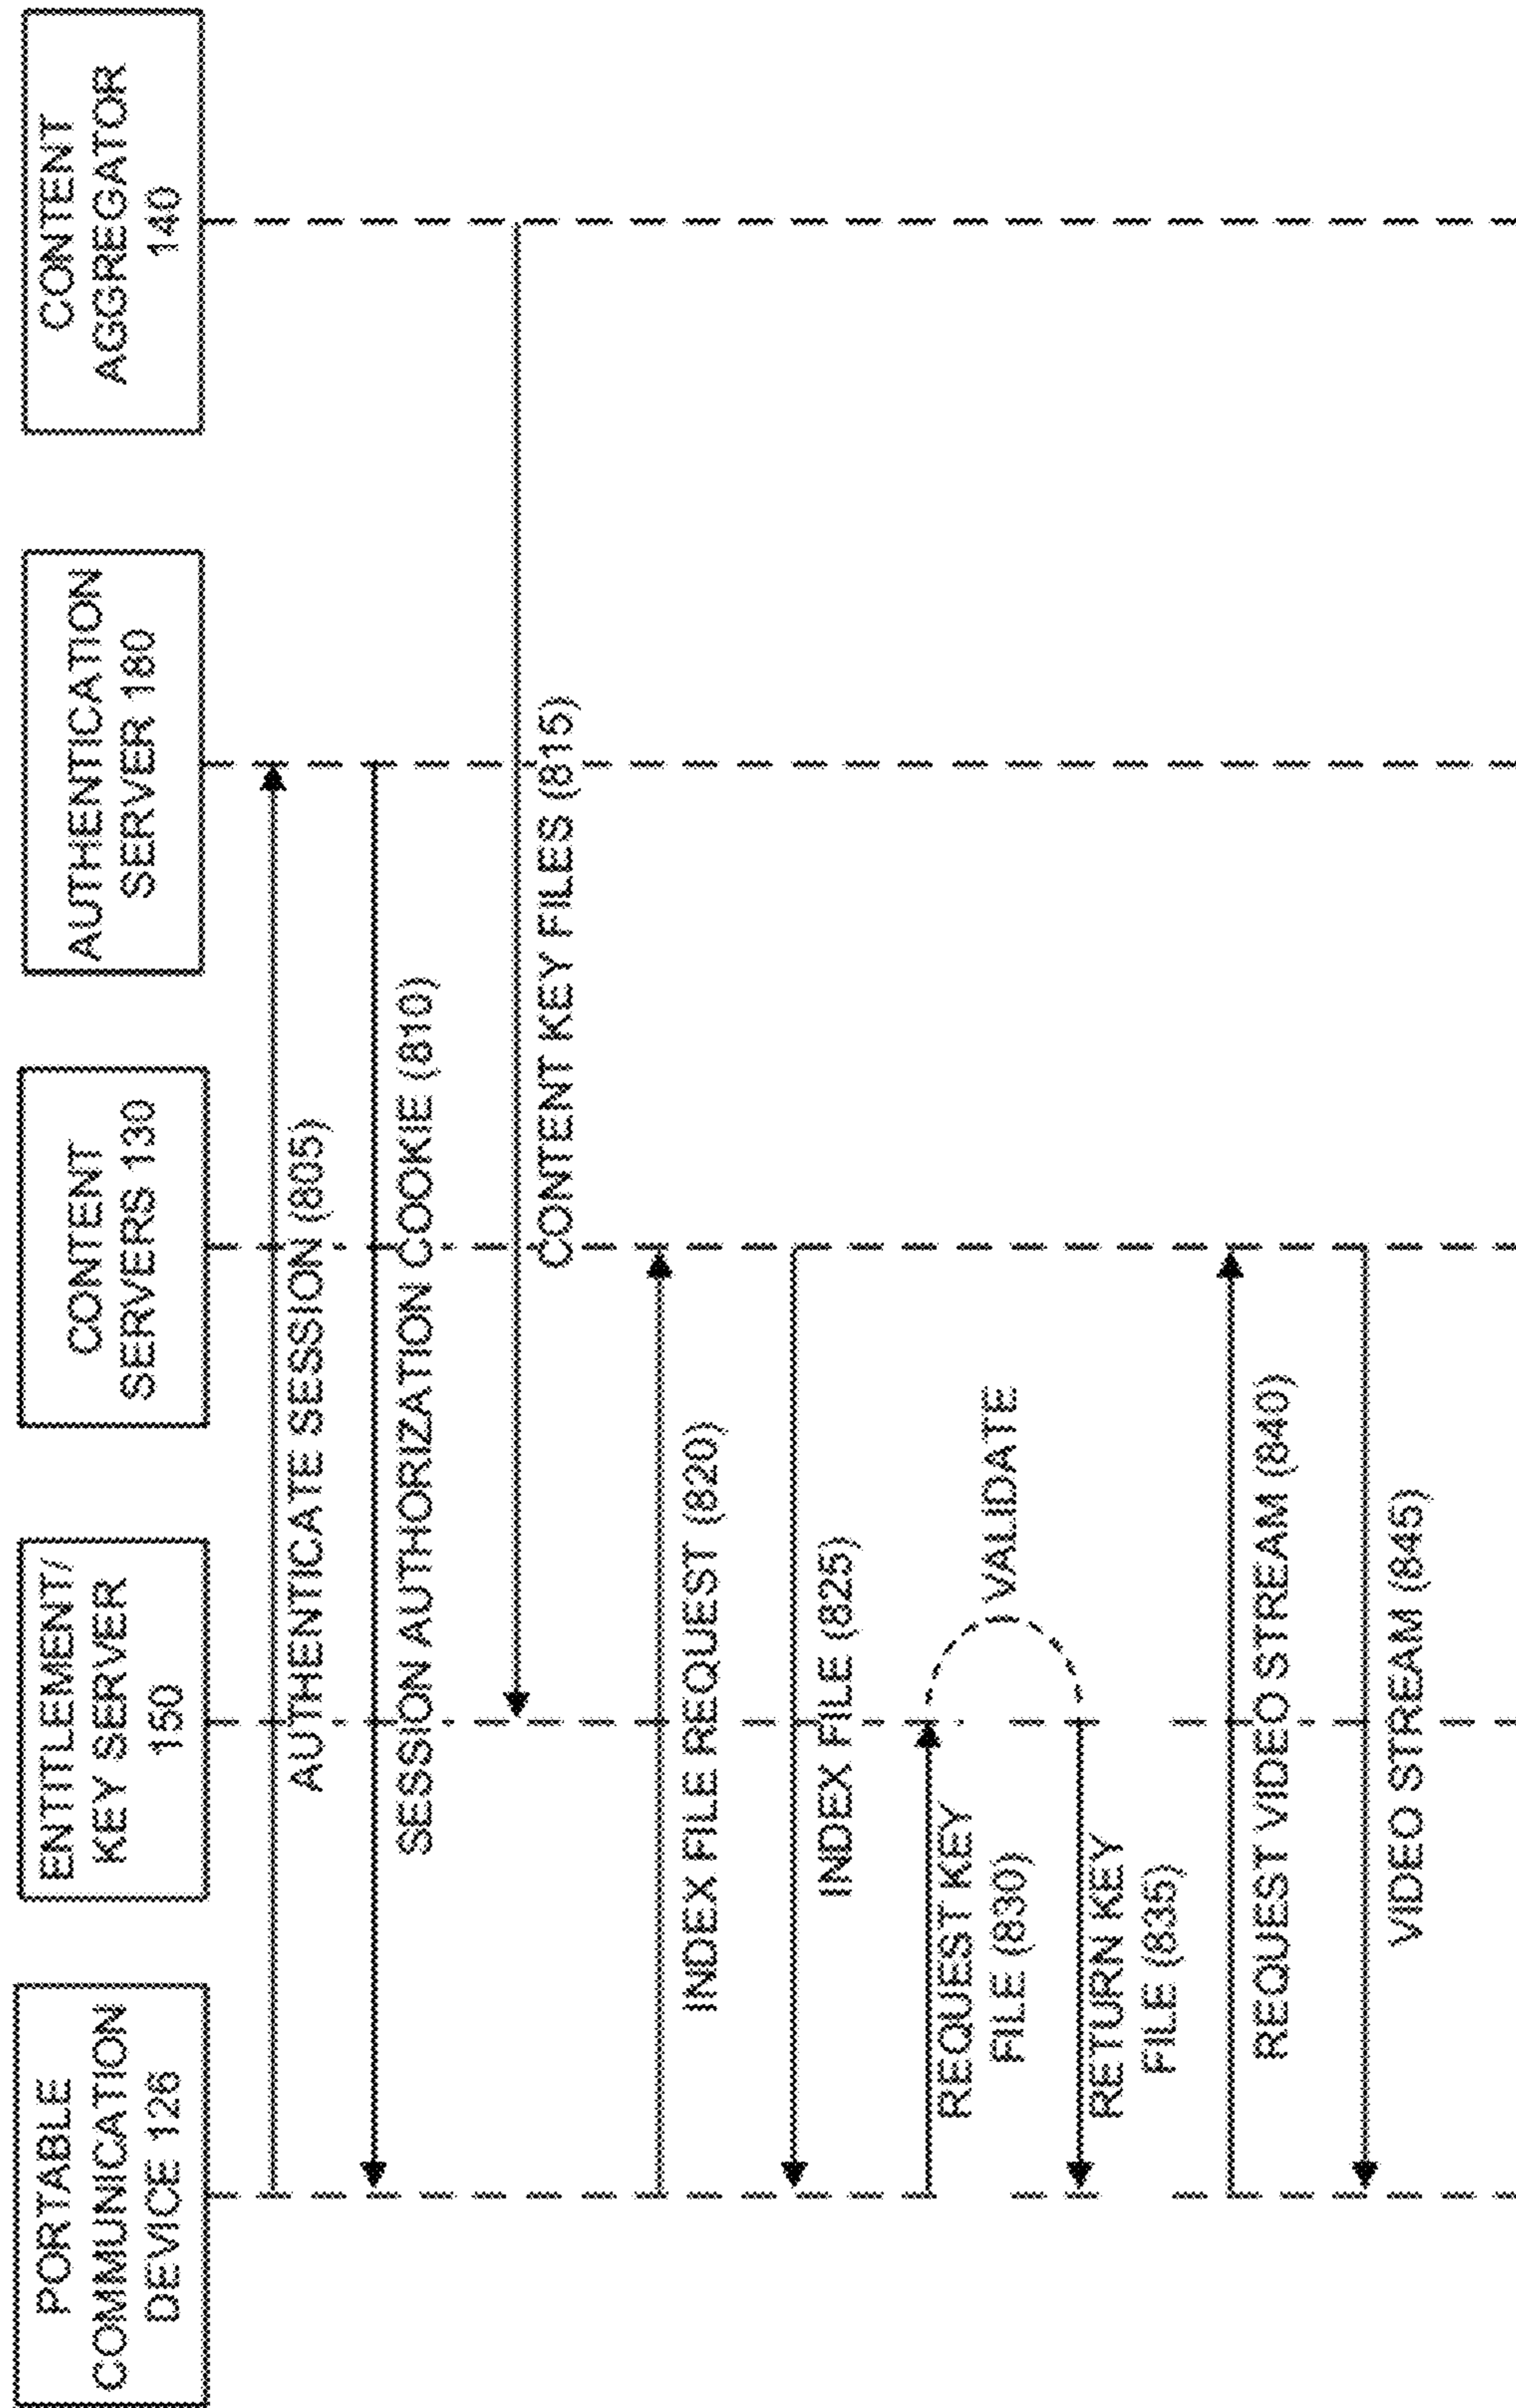 PORTABLE
COMMUNICATION
DEVICE 126
ENTITLEMENT/
KEY SERVER
150
CONTENT
SERVERS 130
AUTHENTICATION
SERVER 180
CONTENT
AGGREGATOR
140
AUTHENTICATE SESSION (805)
SESSION AUTHORIZATION COOKIE (810)
CONTENT KEY FILES (815)
INDEX FILE REQUEST (820)
INDEX FILE (825)
REQUEST KEY
FILE (830)
VALIDATE
RETURN KEY
FILE (835)
REQUEST VIDEO STREAM (840)
VIDEO STREAM (845)